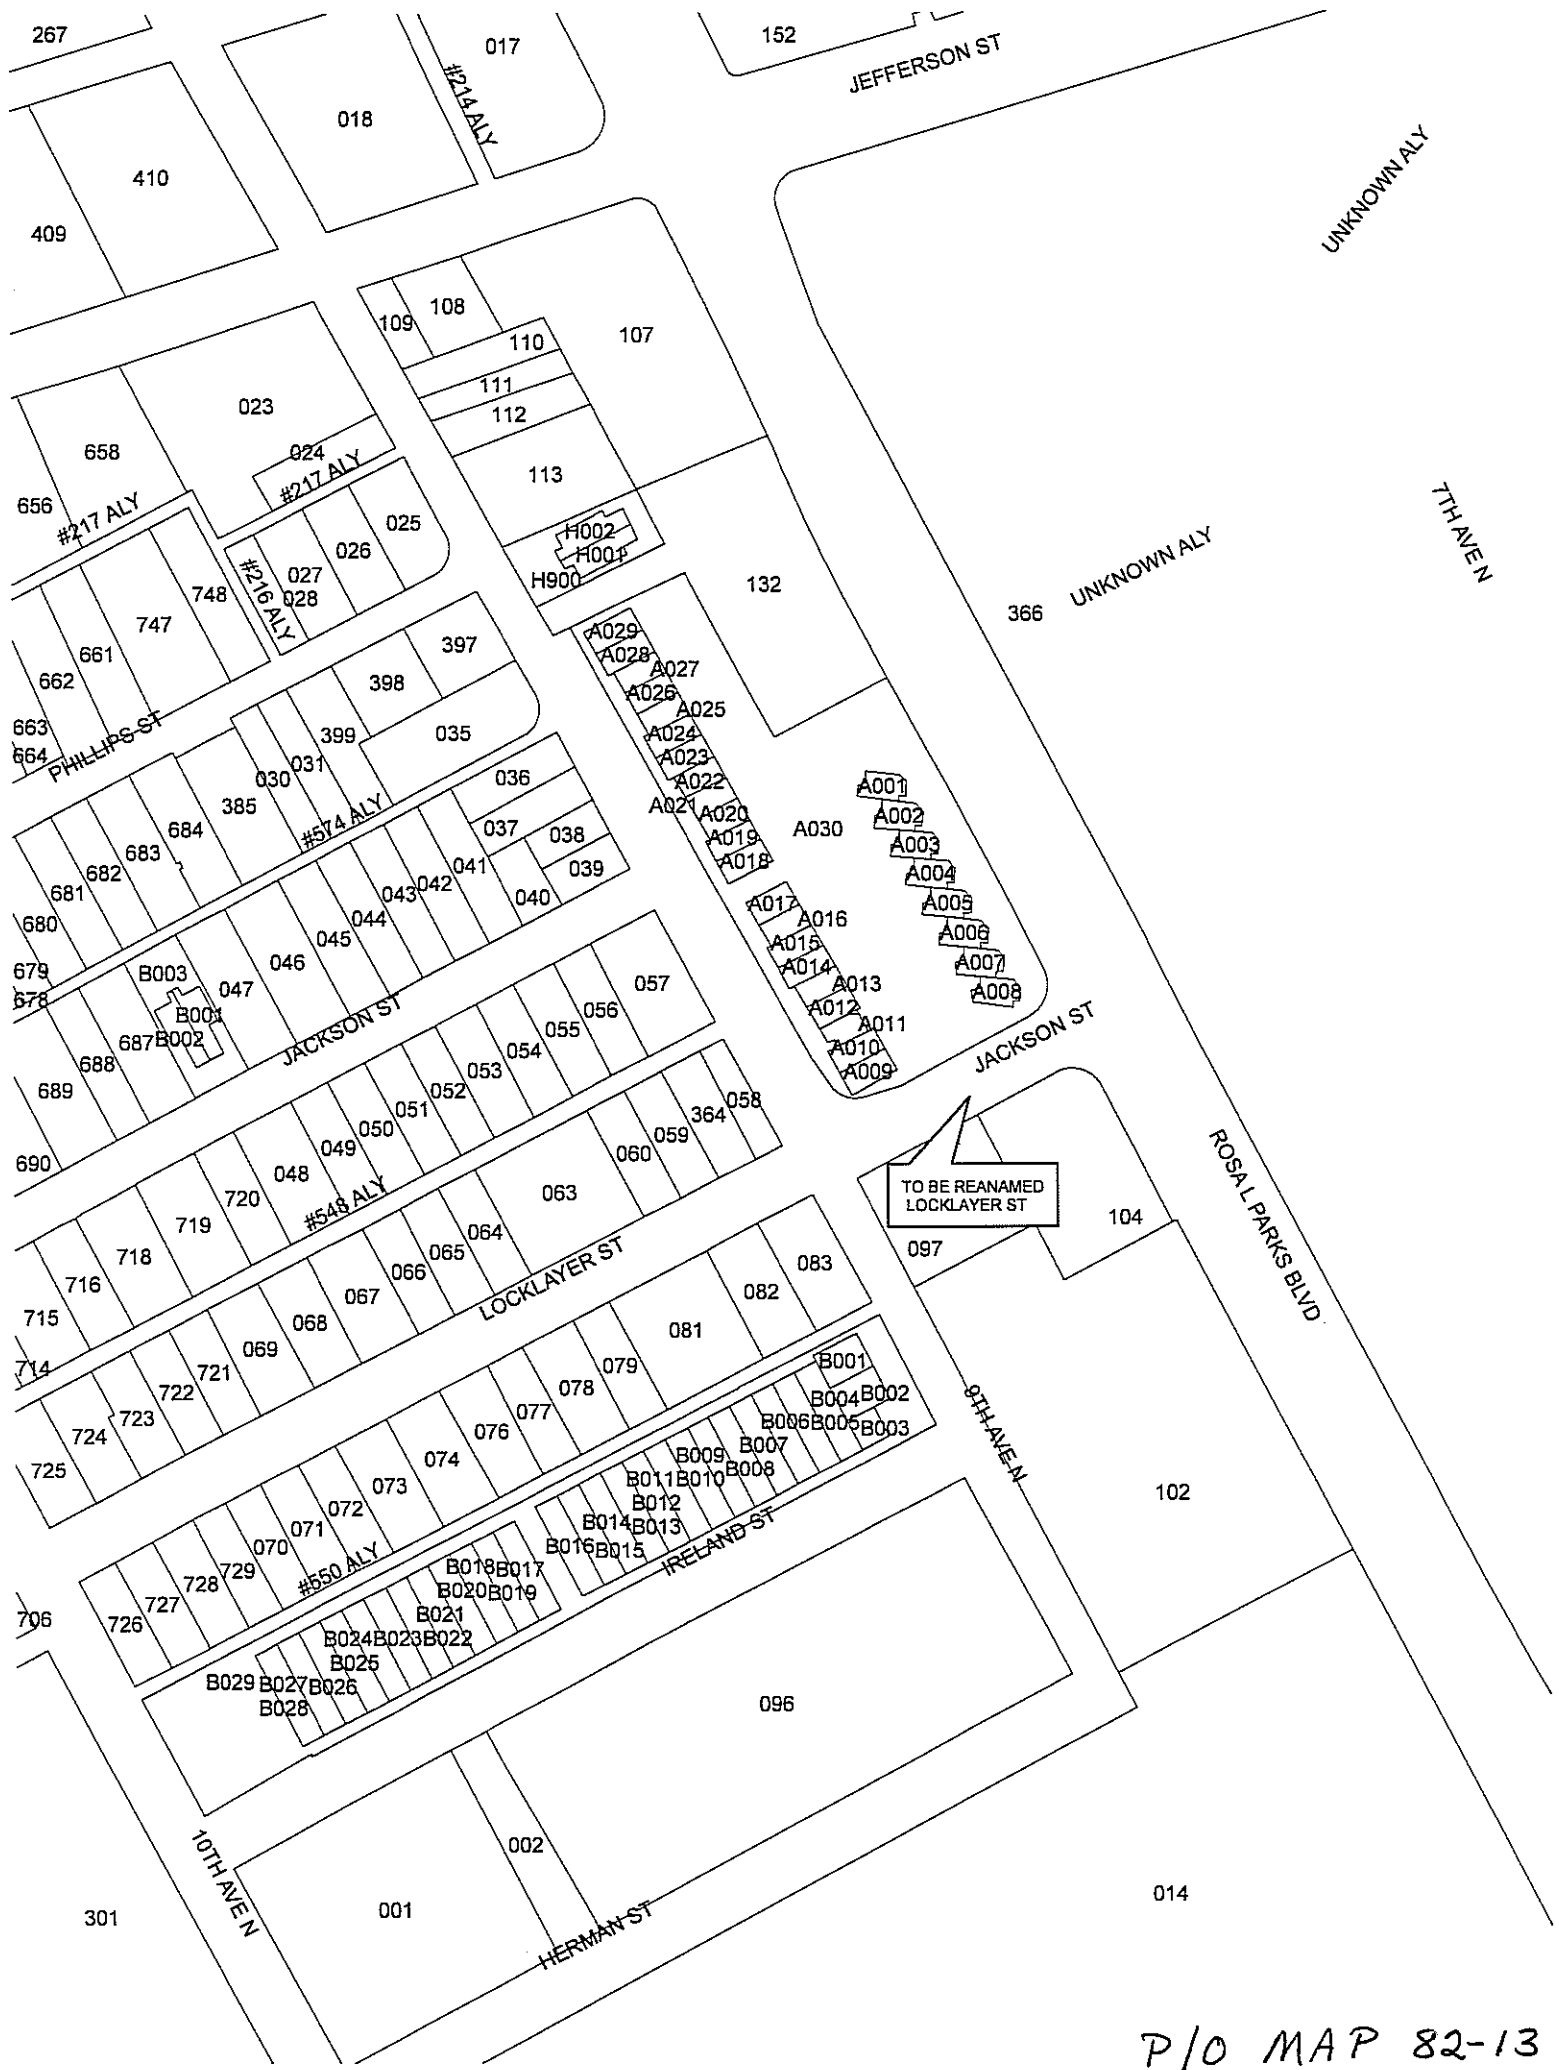 267
017
152
JEFFERSON ST
#214 ALY
018
UNKNOWN ALY
410
409
108
109
107
110
111
112
023
024
658
#217 ALY
113
656
#217 ALY
7TH AVE N
025
H002
026
H001
UNKNOWN ALY
H900
#216 ALY
027
028
132
748
366
747
A029
397
661
A028
A027
662
398
A026
A025
663
399
035
A024
PHILLIPS ST
664
A023
030
031
036
A022
A001
385
A021
A020
A002
#574 ALY
684
037
038
A019
A030
A003
683
A018
682
041
039
A004
681
042
040
A017
A005
680
043
A016
044
A006
045
A015
679
B003
046
A014
A007
678
047
057
A013
A008
B001
JACKSON ST
056
A012
A011
JACKSON ST
687
B002
055
A010
688
054
A009
689
053
052
058
051
364
050
059
690
049
060
048
063
TO BE REANAMED
LOCKLAYER ST
720
#548 ALY
104
719
064
ROSA L PARKS BLVD
718
065
LOCKLAYER ST
097
716
066
083
715
067
082
068
081
714
069
721
079
B001
722
078
B002
723
077
B004
9TH AVE N
724
076
B006
B005
B003
725
074
B007
073
B009
B008
072
B011
B010
102
071
B012
070
B014
B013
IRELAND ST
729
#550 ALY
B016
B015
728
B018
B017
727
B020
B019
706
726
B021
B024
B023
B022
B025
B029
B027
B026
B028
096
10TH AVE N
002
001
014
301
HERMAN ST
P/O MAP 82-13